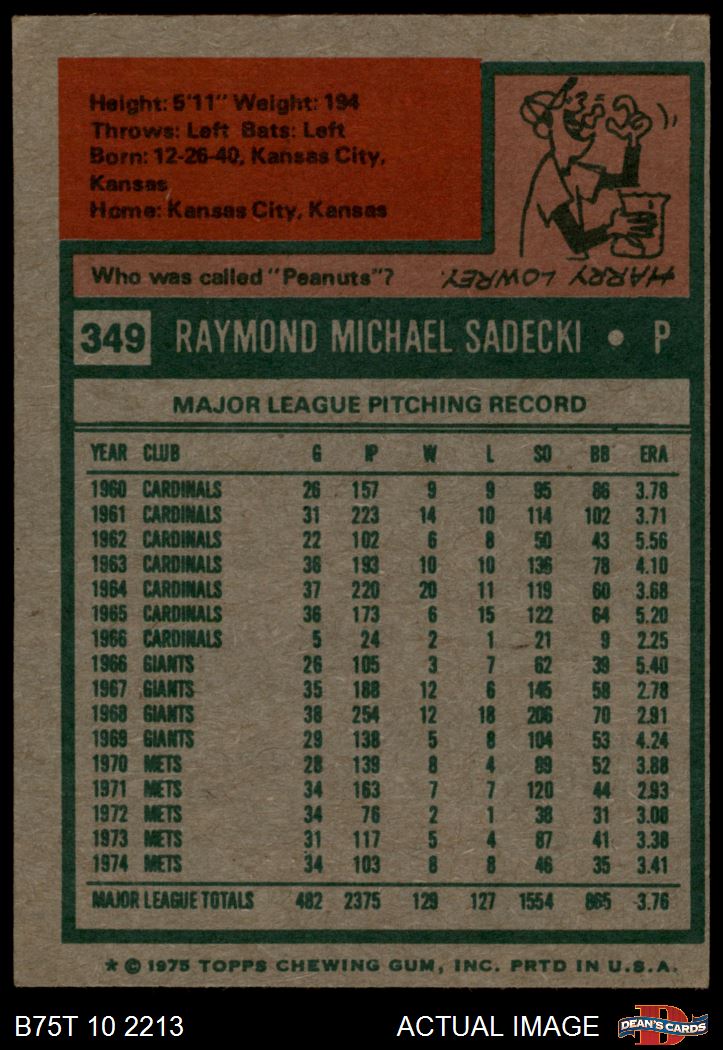 Height: 5'11" Weight: 194
Throws: Left Bats: Left
Born: 12-26-40, Kansas City,
Kansas
Home: Kansas City, Kansas
Who was called "Peanuts"?
HARRY LOWREY.
349 RAYMOND MICHAEL SADECKI • P
MAJOR LEAGUE PITCHING RECORD
YEAR CLUB G IP W L SO BB ERA
1960 CARDINALS 26 157 9 9 95 86 3.78
1961 CARDINALS 31 223 14 10 114 102 3.71
1962 CARDINALS 22 102 6 8 50 43 5.56
1963 CARDINALS 36 193 10 10 136 78 4.10
1964 CARDINALS 37 220 20 11 119 60 3.68
1965 CARDINALS 36 173 6 15 122 64 5.20
1966 CARDINALS 5 24 2 1 21 9 2.25
1966 GIANTS 26 105 3 7 62 39 5.40
1967 GIANTS 35 188 12 6 145 58 2.78
1968 GIANTS 38 254 12 18 206 70 2.91
1969 GIANTS 29 138 5 8 104 53 4.24
1970 METS 28 139 8 4 89 52 3.88
1971 METS 34 163 7 7 120 44 2.93
1972 METS 34 76 2 1 38 31 3.08
1973 METS 31 117 5 4 87 41 3.38
1974 METS 34 103 8 8 46 35 3.41
MAJOR LEAGUE TOTALS 482 2375 129 127 1554 865 3.76
* © 1975 TOPPS CHEWING GUM, INC. PRTD IN U.S.A.
B75T 10 2213 ACTUAL IMAGE D DEAN'S CARDS